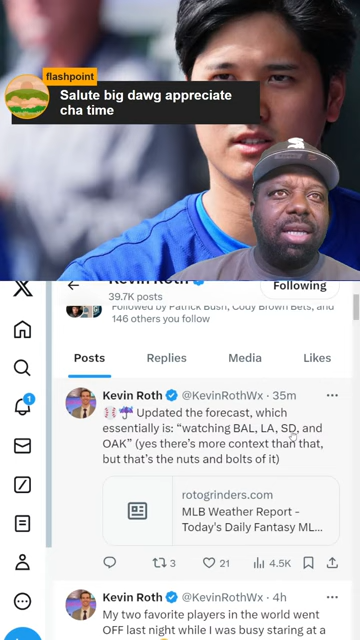 flashpoint
Salute big dawg appreciate
cha time
Kevin Roth
39.7K posts
Following
Followed by Patrick Bush, Cody Brown Bets, and
146 others you follow
Posts
Replies
Media
Likes
1
Kevin Roth @KevinRothWx · 35m
Updated the forecast, which
essentially is: "watching BAL, LA, SD, and
OAK" (yes there's more context than that,
but that's the nuts and bolts of it)
rotogrinders.com
MLB Weather Report -
Today's Daily Fantasy ML...
3
21
4.5K
Kevin Roth @KevinRothWx · 4h
My two favorite players in the world went
OFF last night while I was busy staring at a